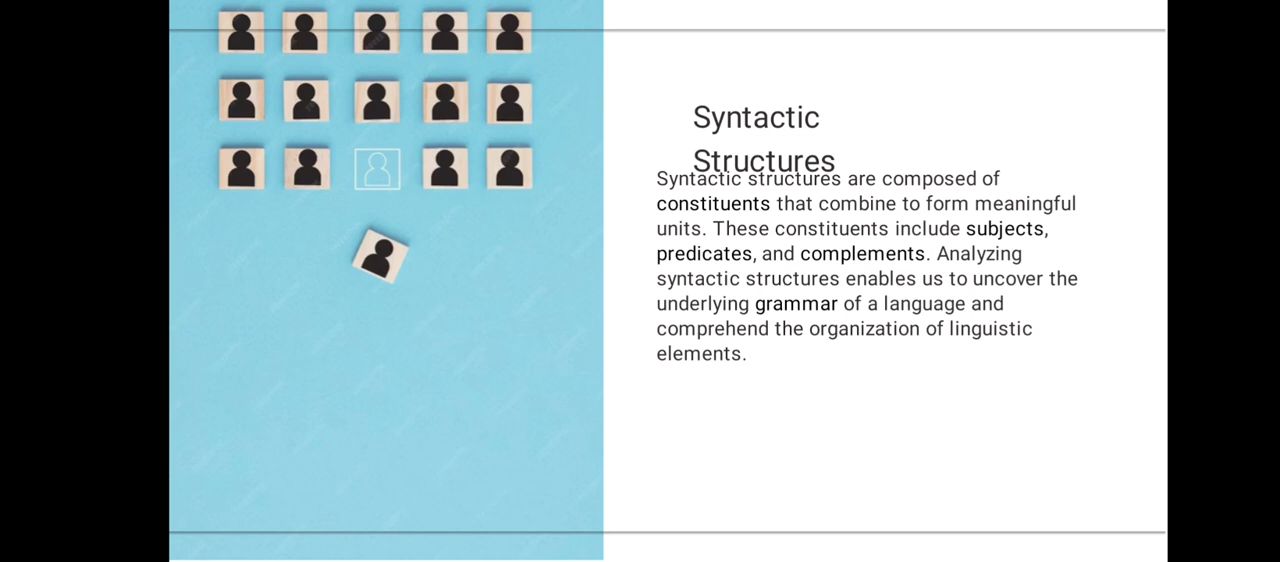 Syntactic
Structures
Syntactic structures are composed of
constituents that combine to form meaningful
units. These constituents include subjects,
predicates, and complements. Analyzing
syntactic structures enables us to uncover the
underlying grammar of a language and
comprehend the organization of linguistic
elements.